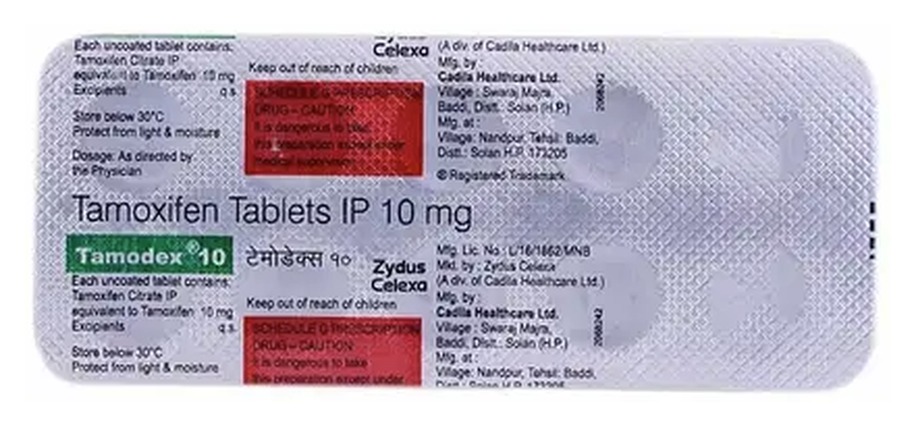 Each uncoated tablet contains:
Tamoxifen Citrate IP
equivalent to Tamoxifen 10 mg
Excipients q.s.
Store below 30°C
Protect from light & moisture
Dosage: As directed by
the Physician
Zydus
Celexa
Keep out of reach of children
SCHEDULE G PRESCRIPTION
DRUG – CAUTION
It is dangerous to take
this preparation except under
medical supervision
(A div. of Cadila Healthcare Ltd.)
Mfg. by :
Cadila Healthcare Ltd.
Village : Swaraj Majra,
Baddi, Distt.: Solan (H.P.)
Mfg. at :
Village: Nandpur, Tehsil: Baddi,
Distt.: Solan H.P. 173205
® Registered Trademark
2066242
Tamoxifen Tablets IP 10 mg
Tamodex®10
टेमोडेक्स १०
Zydus
Celexa
Each uncoated tablet contains:
Tamoxifen Citrate IP
equivalent to Tamoxifen 10 mg
Excipients q.s.
Store below 30°C
Protect from light & moisture
Keep out of reach of children
SCHEDULE G PRESCRIPTION
DRUG – CAUTION
It is dangerous to take
this preparation except under
Mfg. Lic. No.: L/16/1862/MNB
Mkt. by : Zydus Celexa
(A div. of Cadila Healthcare Ltd.)
Mfg. by :
Cadila Healthcare Ltd.
Village : Swaraj Majra,
Baddi, Distt.: Solan (H.P.)
Mfg. at :
Village: Nandpur, Tehsil: Baddi,
Distt.: Solan H.P. 173205
2066242